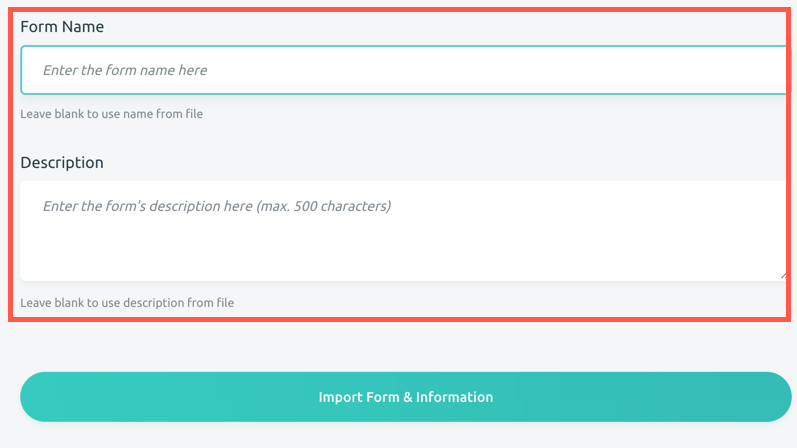 Form Name
Enter the form name here
Leave blank to use name from file
Description
Enter the form's description here (max. 500 characters)
Leave blank to use description from file
Import Form & Information